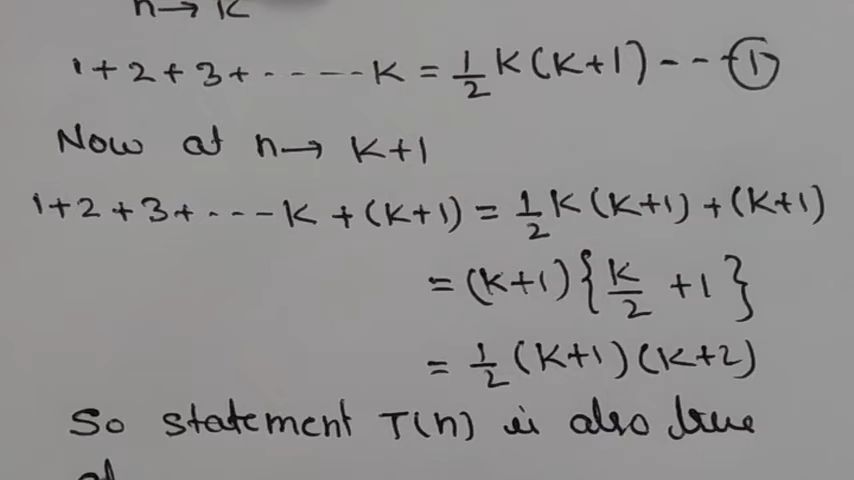 n→ K
1+2+3+-----K = 1/2 K(K+1) --- ①
Now at n→ K+1
1+2+3+---K+(K+1) = 1/2 K(K+1)+(K+1)
= (K+1){K/2 +1}
= 1/2 (K+1)(K+2)
So statement T(n) is also true
at